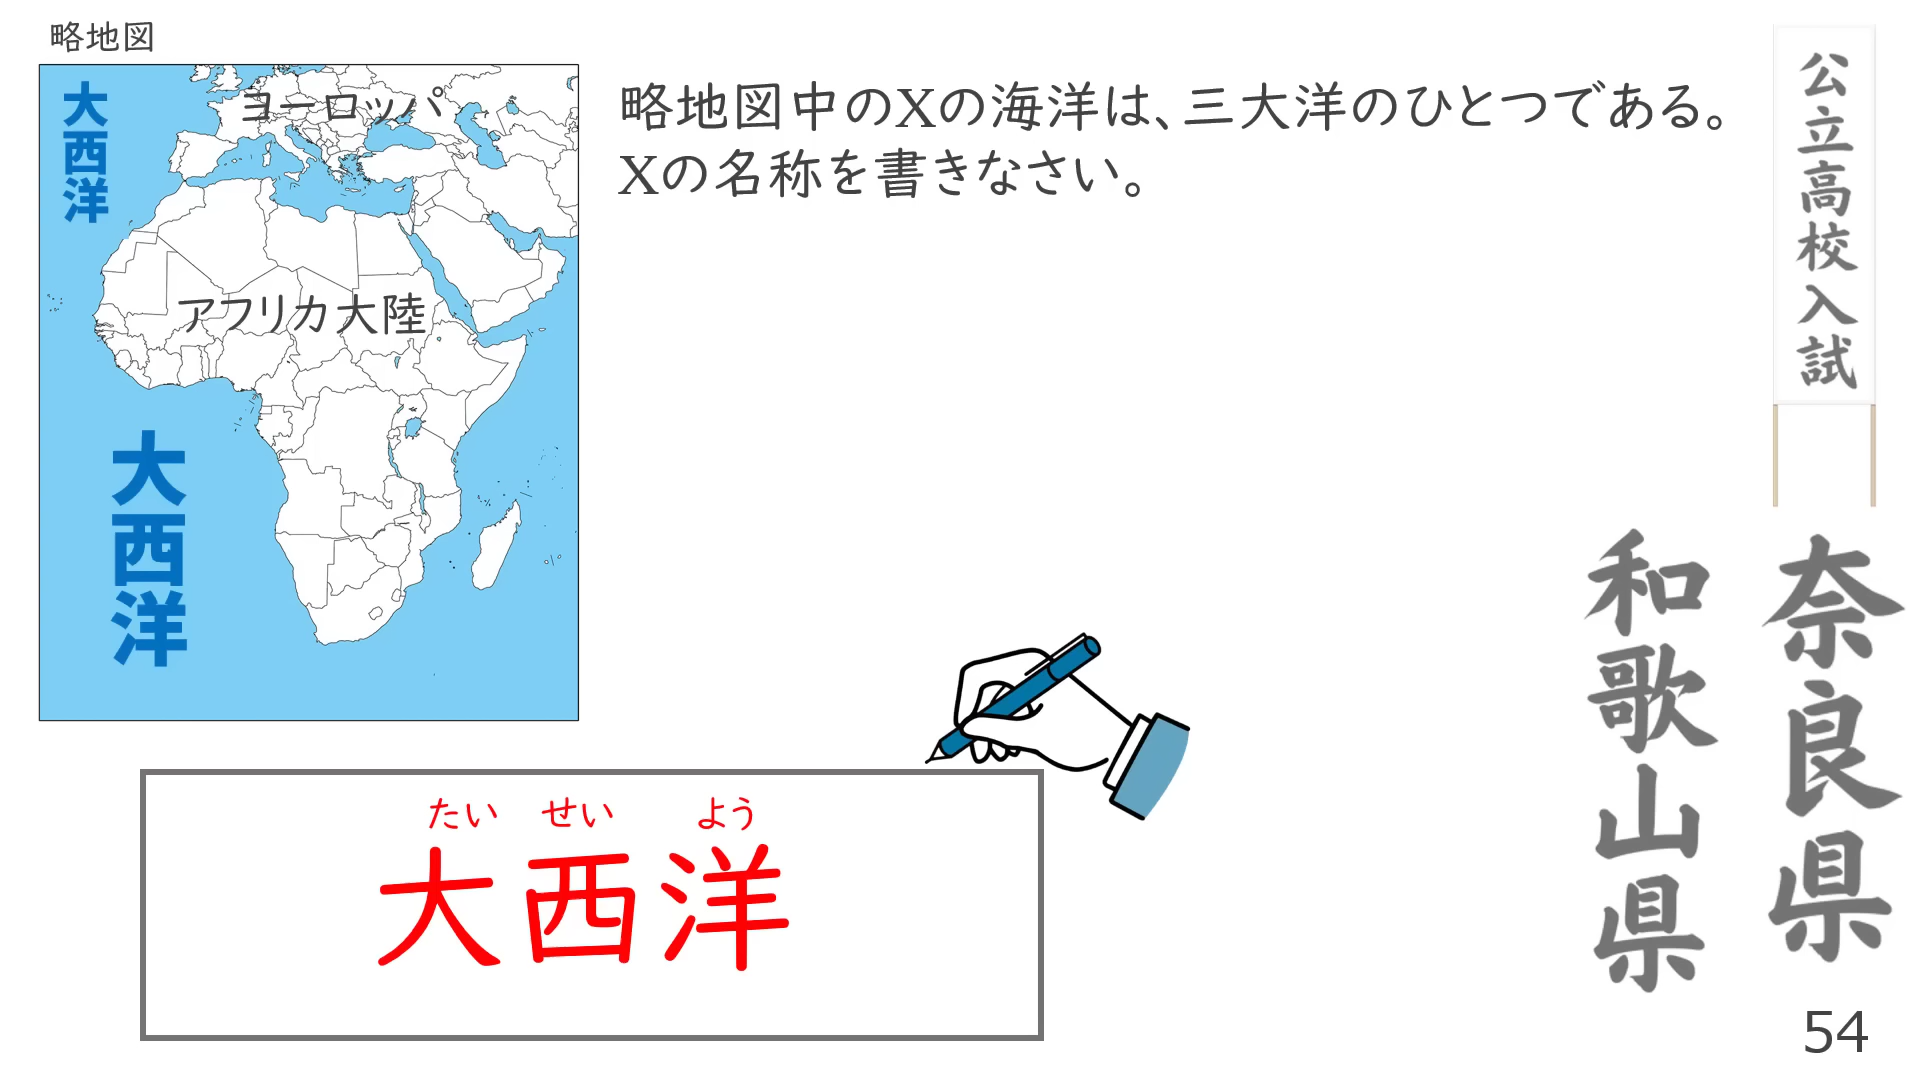 略地図
大西洋
ヨーロッパ
アフリカ大陸
大西洋
略地図中のXの海洋は、三大洋のひとつである。
Xの名称を書きなさい。
たい せい よう
大西洋
公立高校入試
奈良県
和歌山県
54